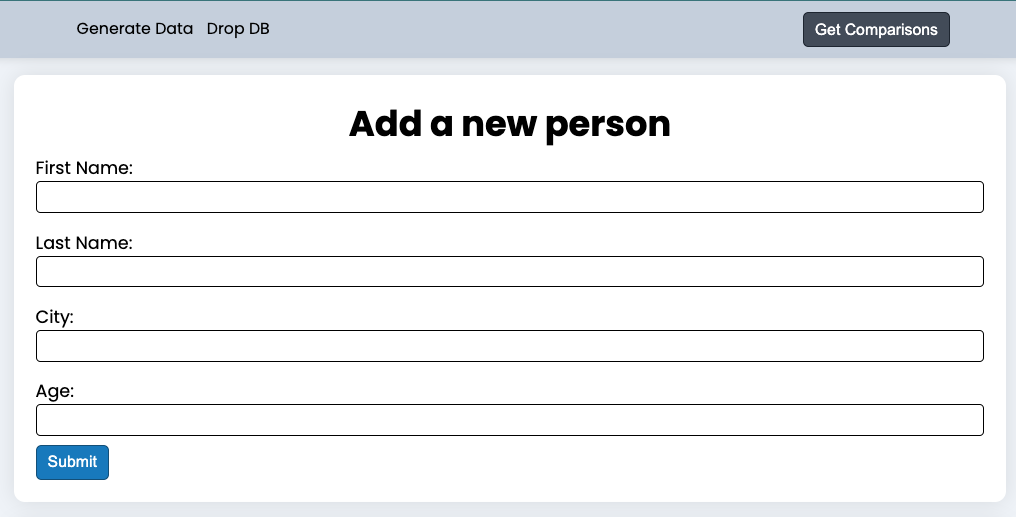 Generate Data Drop DB Get Comparisons
Add a new person
First Name:
Last Name:
City:
Age:
Submit